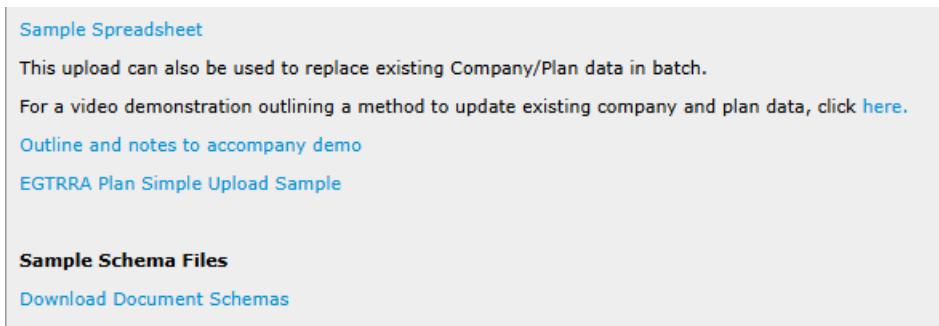 Sample Spreadsheet
This upload can also be used to replace existing Company/Plan data in batch.
For a video demonstration outlining a method to update existing company and plan data, click here.
Outline and notes to accompany demo
EGTRRA Plan Simple Upload Sample
Sample Schema Files
Download Document Schemas